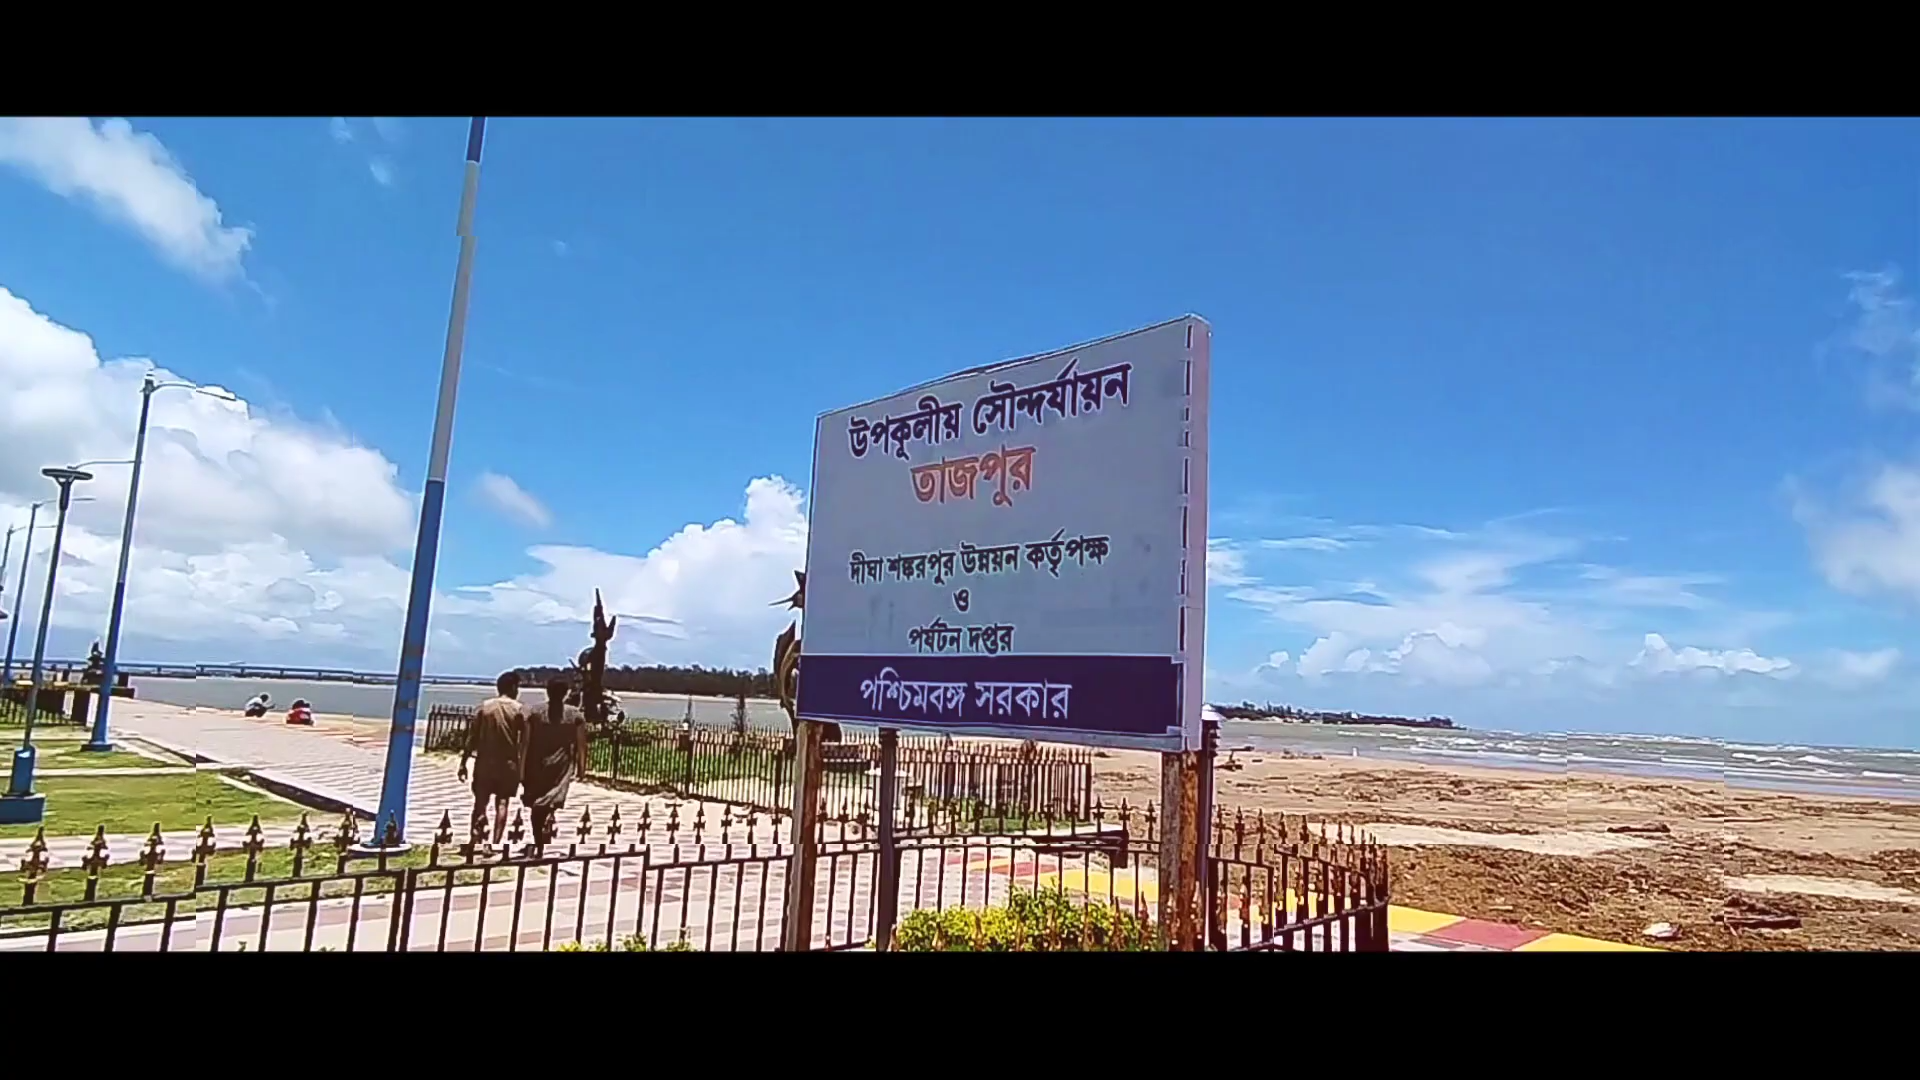 উপকূলীয় সৌন্দর্যায়ন
তাজপুর
দীঘা শঙ্করপুর উন্নয়ন কর্তৃপক্ষ
ও
পর্যটন দপ্তর
পশ্চিমবঙ্গ সরকার